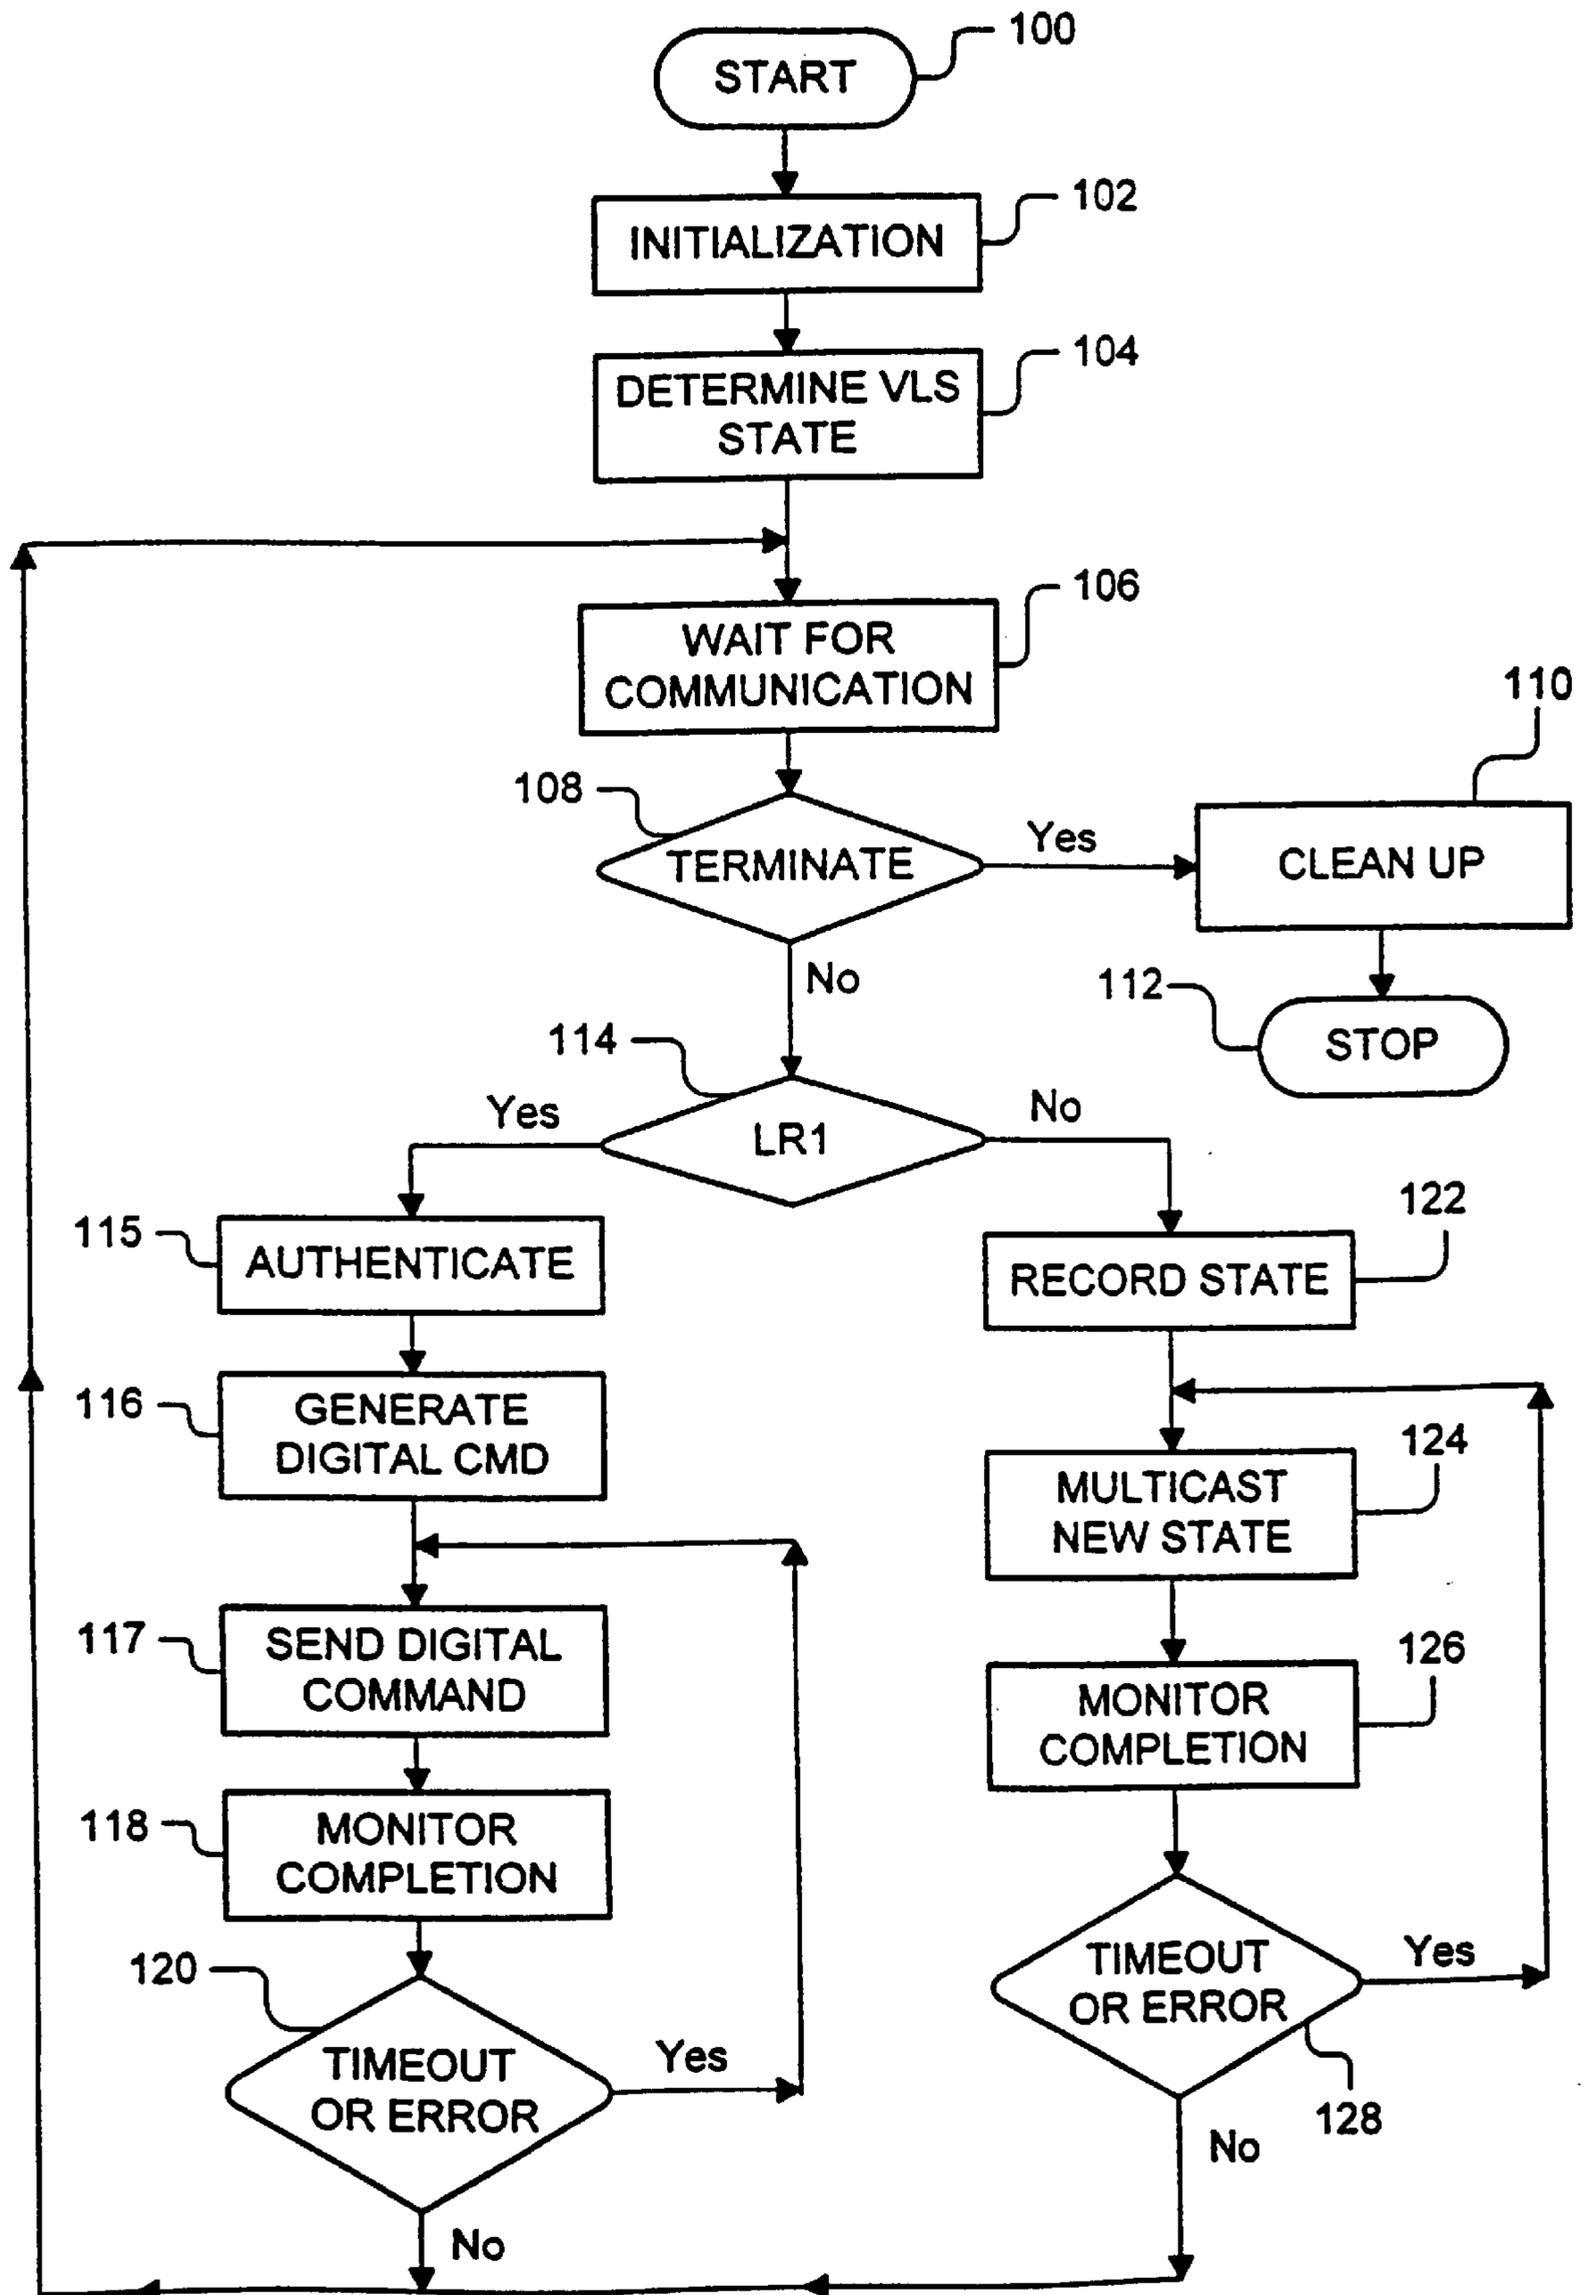 START
100
INITIALIZATION
102
DETERMINE VLS
STATE
104
WAIT FOR
COMMUNICATION
106
108
TERMINATE
Yes
110
CLEAN UP
No
112
STOP
114
LR1
Yes
No
115
AUTHENTICATE
122
RECORD STATE
116
GENERATE
DIGITAL CMD
124
MULTICAST
NEW STATE
117
SEND DIGITAL
COMMAND
126
MONITOR
COMPLETION
118
MONITOR
COMPLETION
120
TIMEOUT
OR ERROR
Yes
No
TIMEOUT
OR ERROR
Yes
128
No